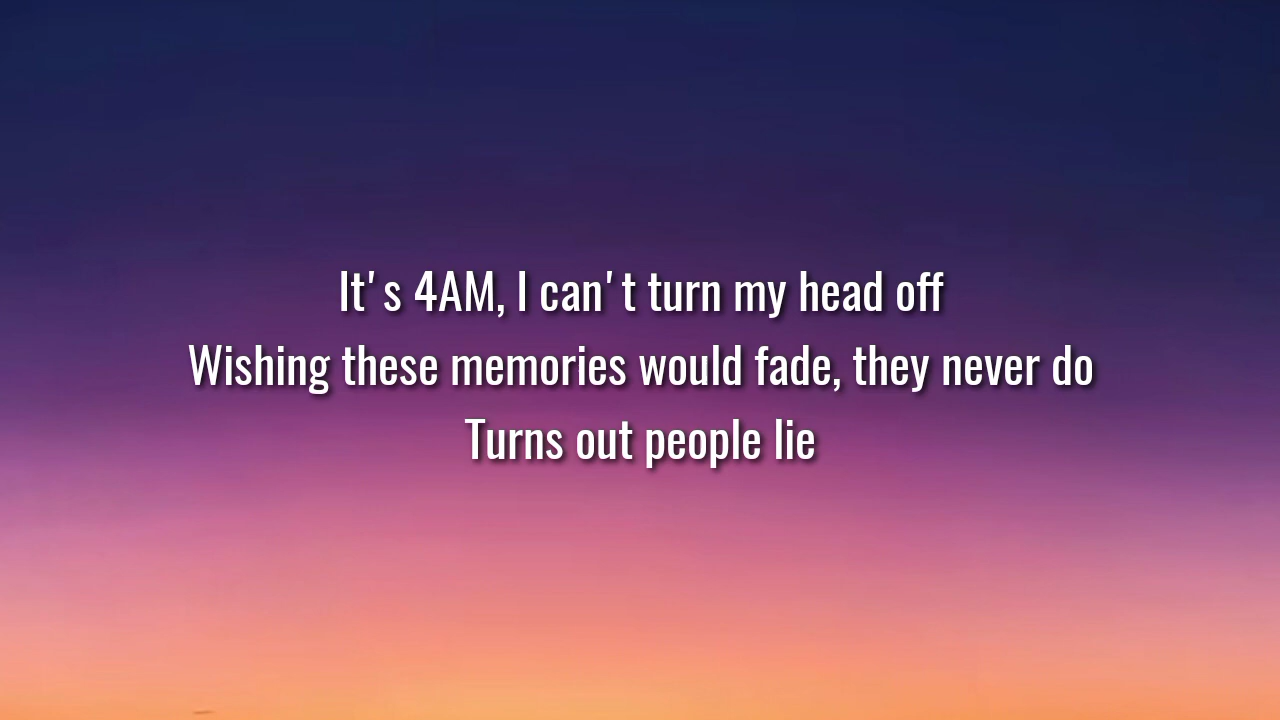 It's 4AM, I can't turn my head off
Wishing these memories would fade, they never do
Turns out people lie